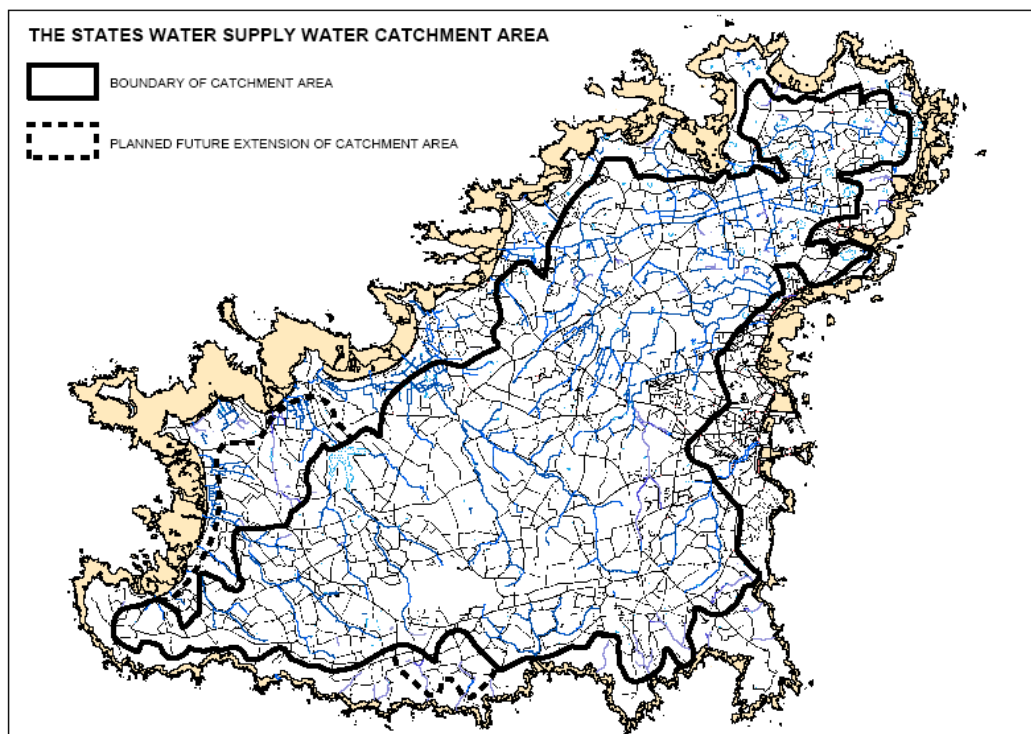 THE STATES WATER SUPPLY WATER CATCHMENT AREA
BOUNDARY OF CATCHMENT AREA
PLANNED FUTURE EXTENSION OF CATCHMENT AREA